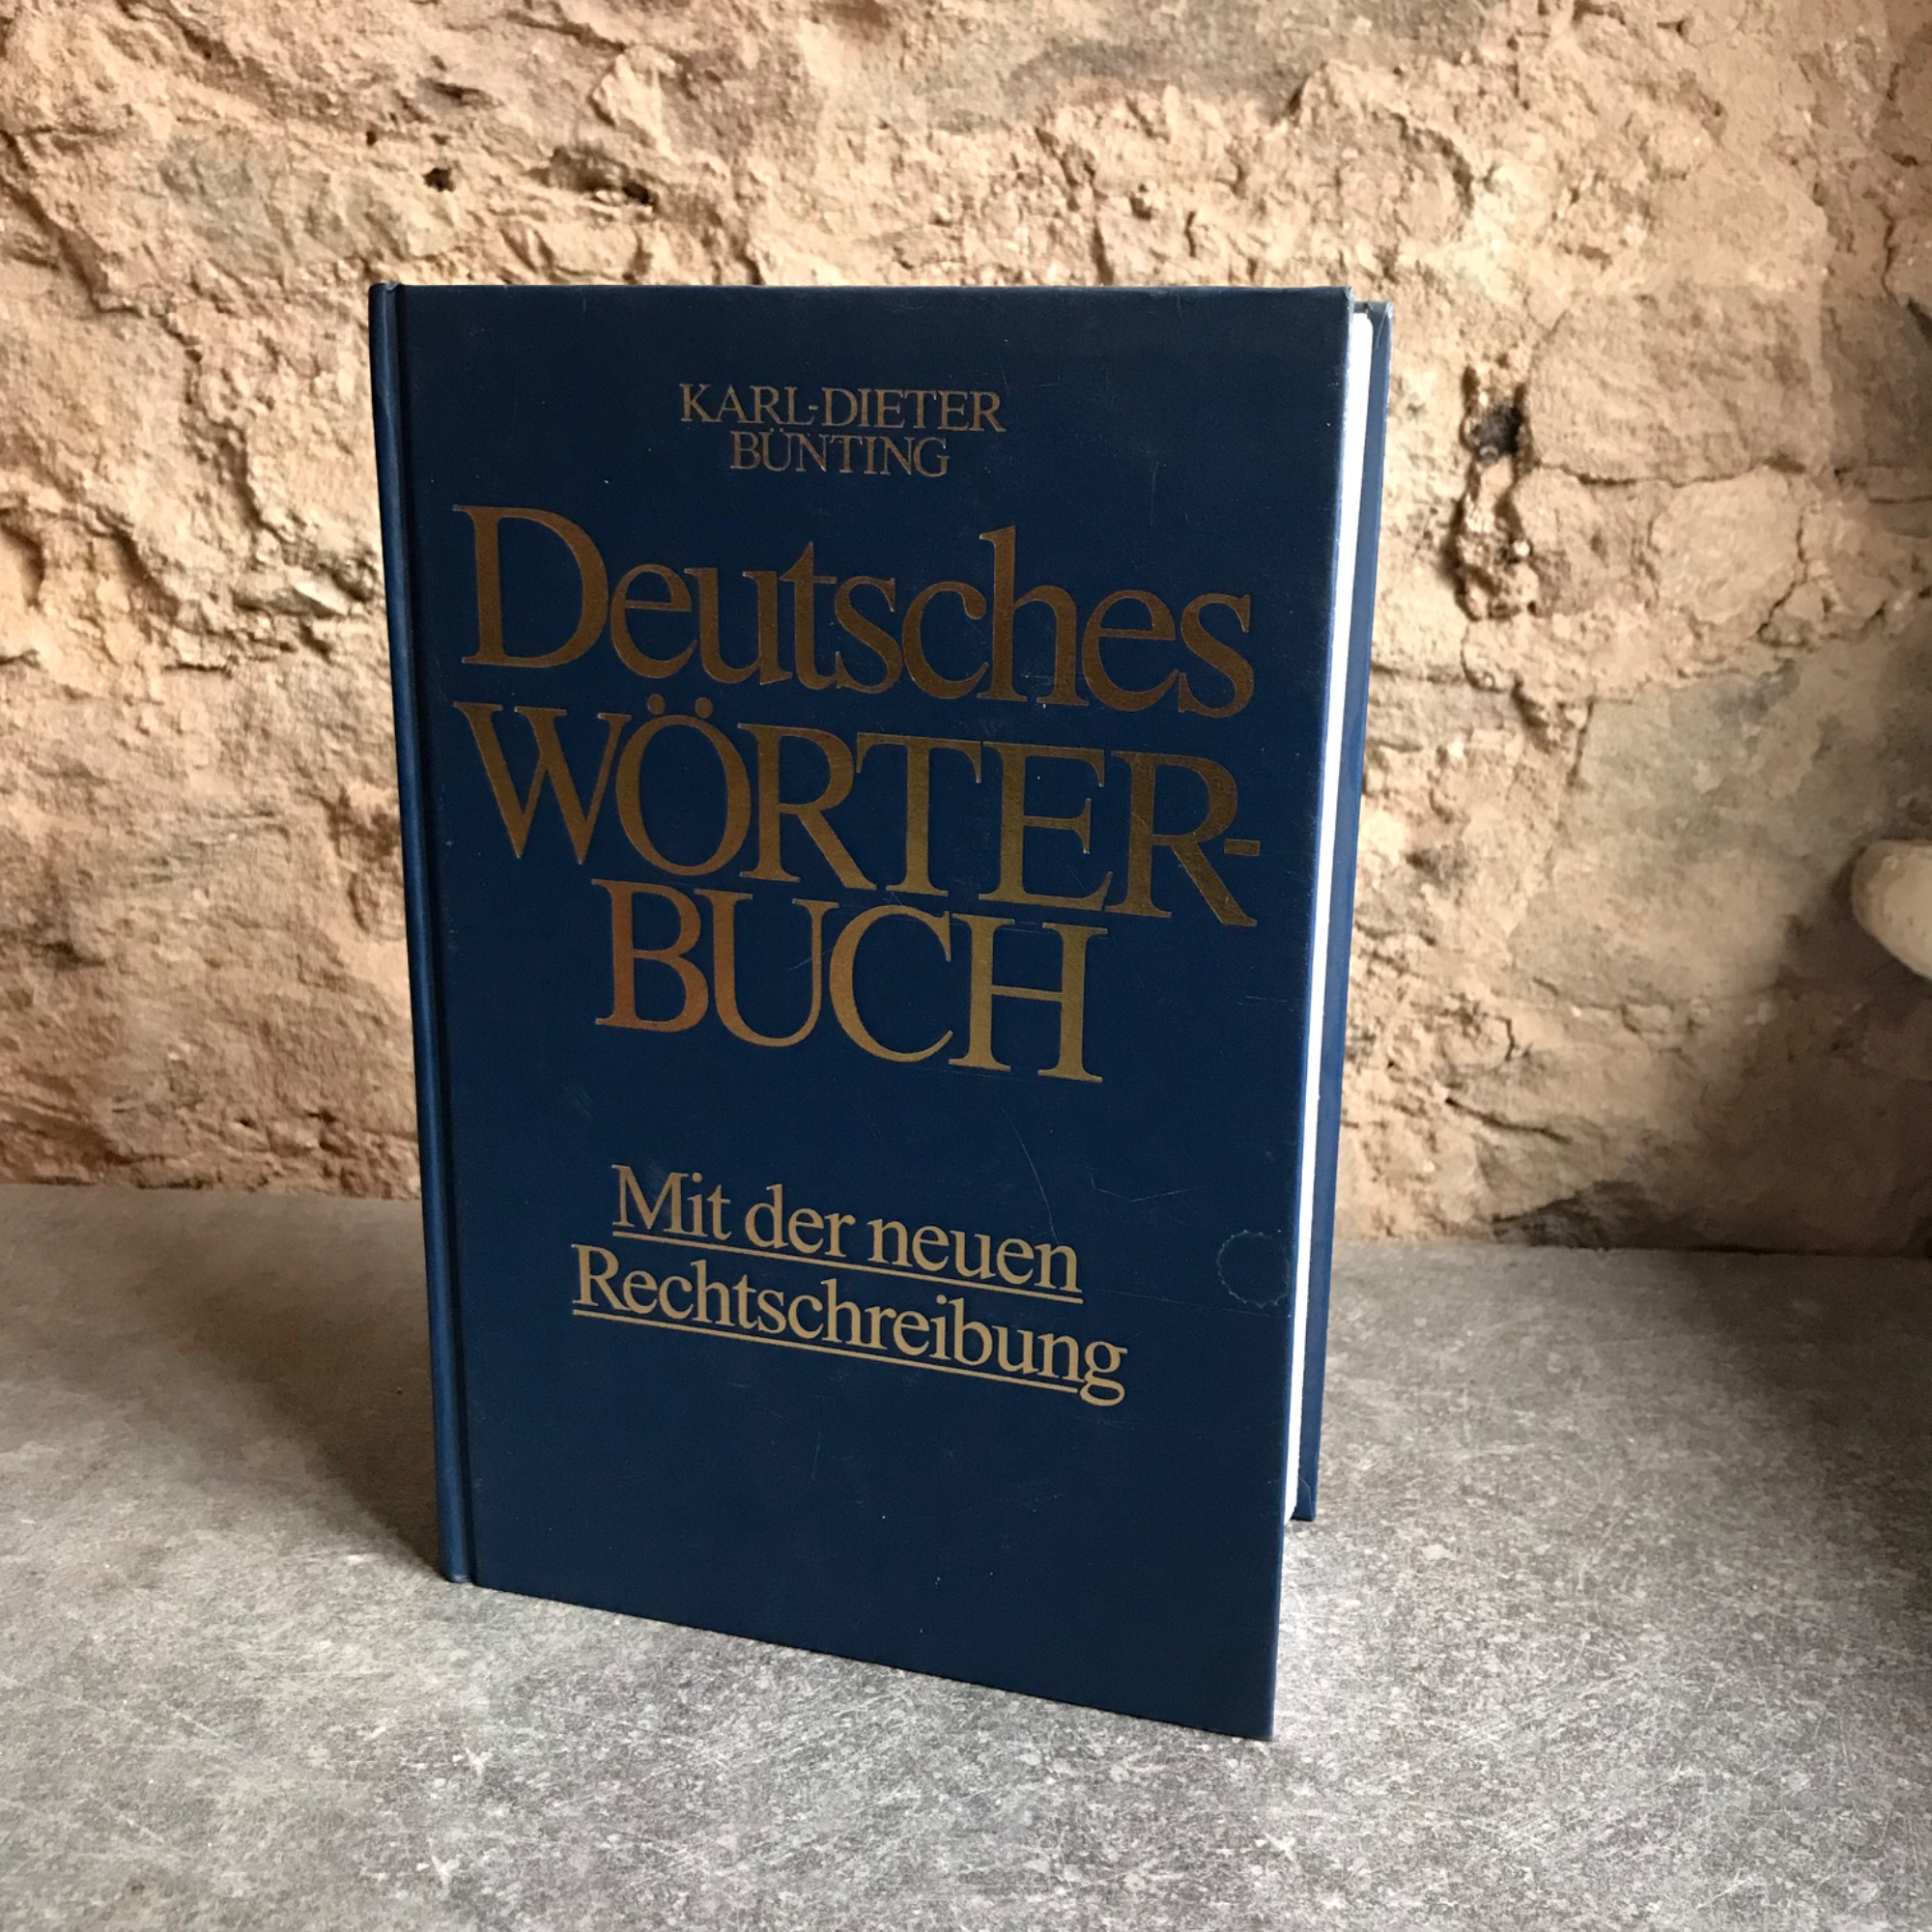 KARL-DIETER
BÜNTING
Deutsches
WÖRTER-
BUCH
Mit der neuen
Rechtschreibung